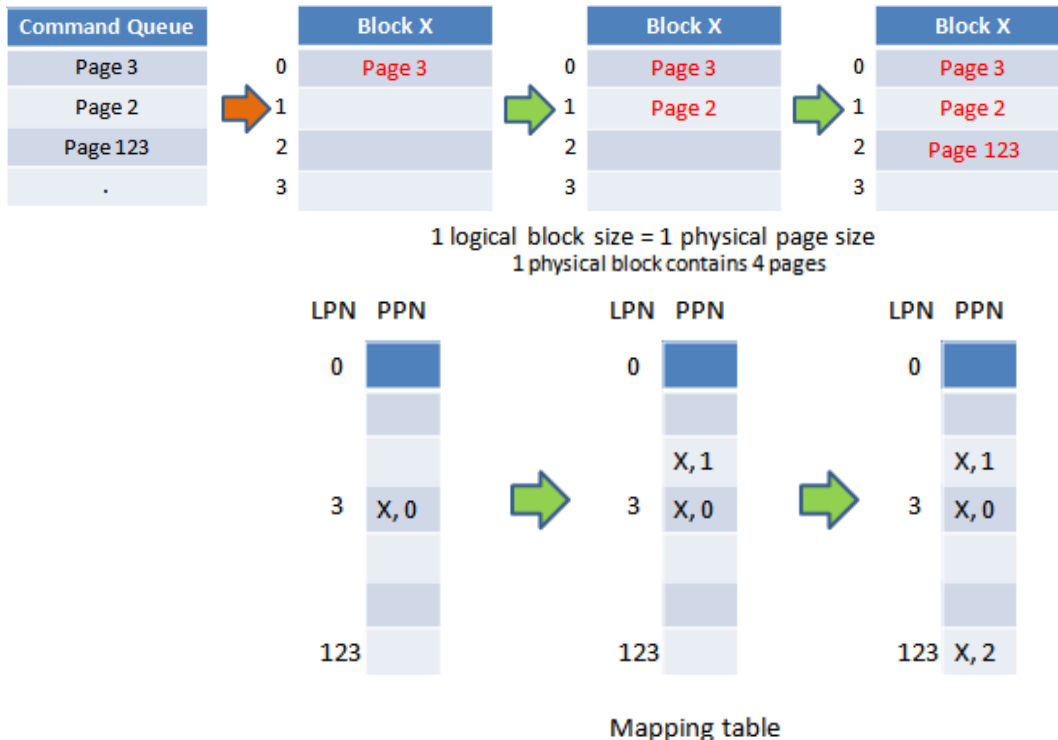 Command Queue Block X Block X Block X
Page 3 0 Page 3 0 Page 3 0 Page 3
Page 2 1 1 Page 2 1 Page 2
Page 123 2 2 2 Page 123
. 3 3 3
1 logical block size = 1 physical page size
1 physical block contains 4 pages
LPN PPN LPN PPN LPN PPN
0 0 0
X, 1 X, 1
3 X, 0 3 X, 0 3 X, 0
123 123 123 X, 2
Mapping table